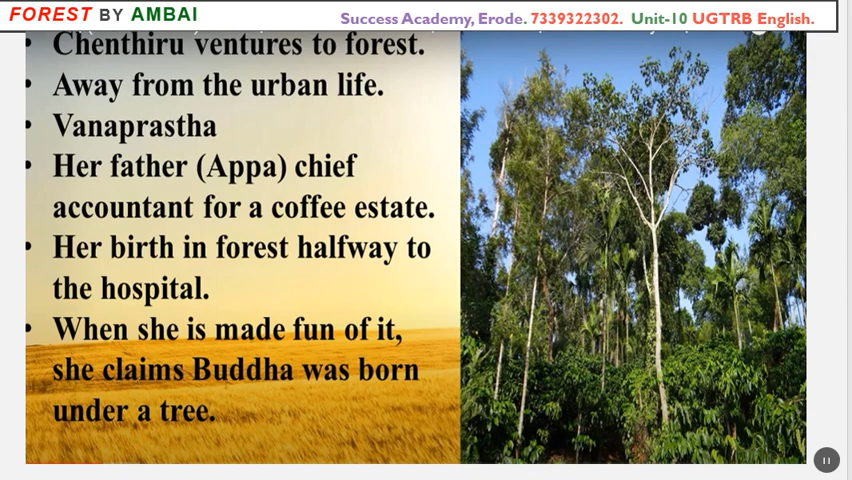 FOREST BY AMBAI
Success Academy, Erode. 7339322302. Unit-10 UGTRB English.
• Chenthiru ventures to forest.
• Away from the urban life.
• Vanaprastha
• Her father (Appa) chief
accountant for a coffee estate.
• Her birth in forest halfway to
the hospital.
• When she is made fun of it,
she claims Buddha was born
under a tree.